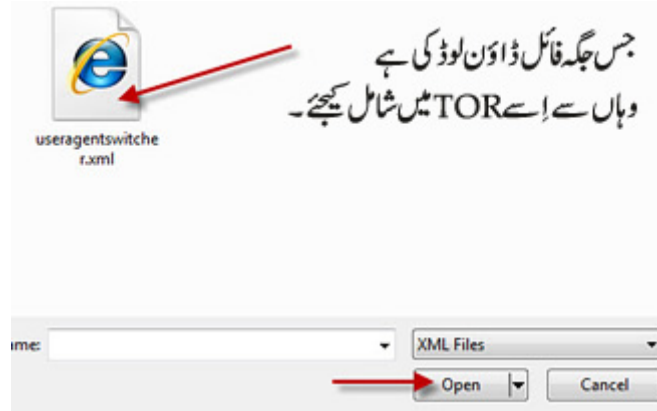 جس جگہ فائل ڈاؤن لوڈ کی ہے
وہاں سے اِسے TOR میں شامل کیجئے۔
useragentswitche
r.xml
ame:
XML Files
Open
Cancel